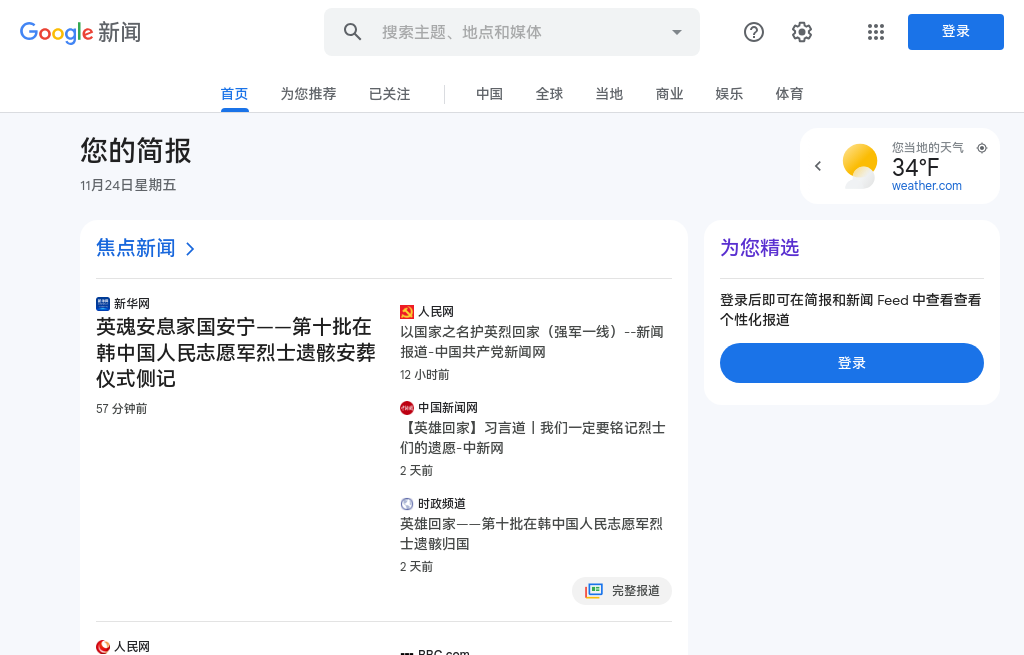 Google 新闻
搜索主题、地点和媒体
登录
首页
为您推荐
已关注
中国
全球
当地
商业
娱乐
体育
您的简报
11月24日星期五
您当地的天气
34°F
weather.com
焦点新闻
新华网
英魂安息家国安宁——第十批在
韩中国人民志愿军烈士遗骸安葬
仪式侧记
57 分钟前
人民网
以国家之名护英烈回家（强军一线）--新闻
报道-中国共产党新闻网
12 小时前
中国新闻网
【英雄回家】习言道丨我们一定要铭记烈士
们的遗愿-中新网
2 天前
时政频道
英雄回家——第十批在韩中国人民志愿军烈
士遗骸归国
2 天前
完整报道
人民网
BBC.com
为您精选
登录后即可在简报和新闻 Feed 中查看查看
个性化报道
登录